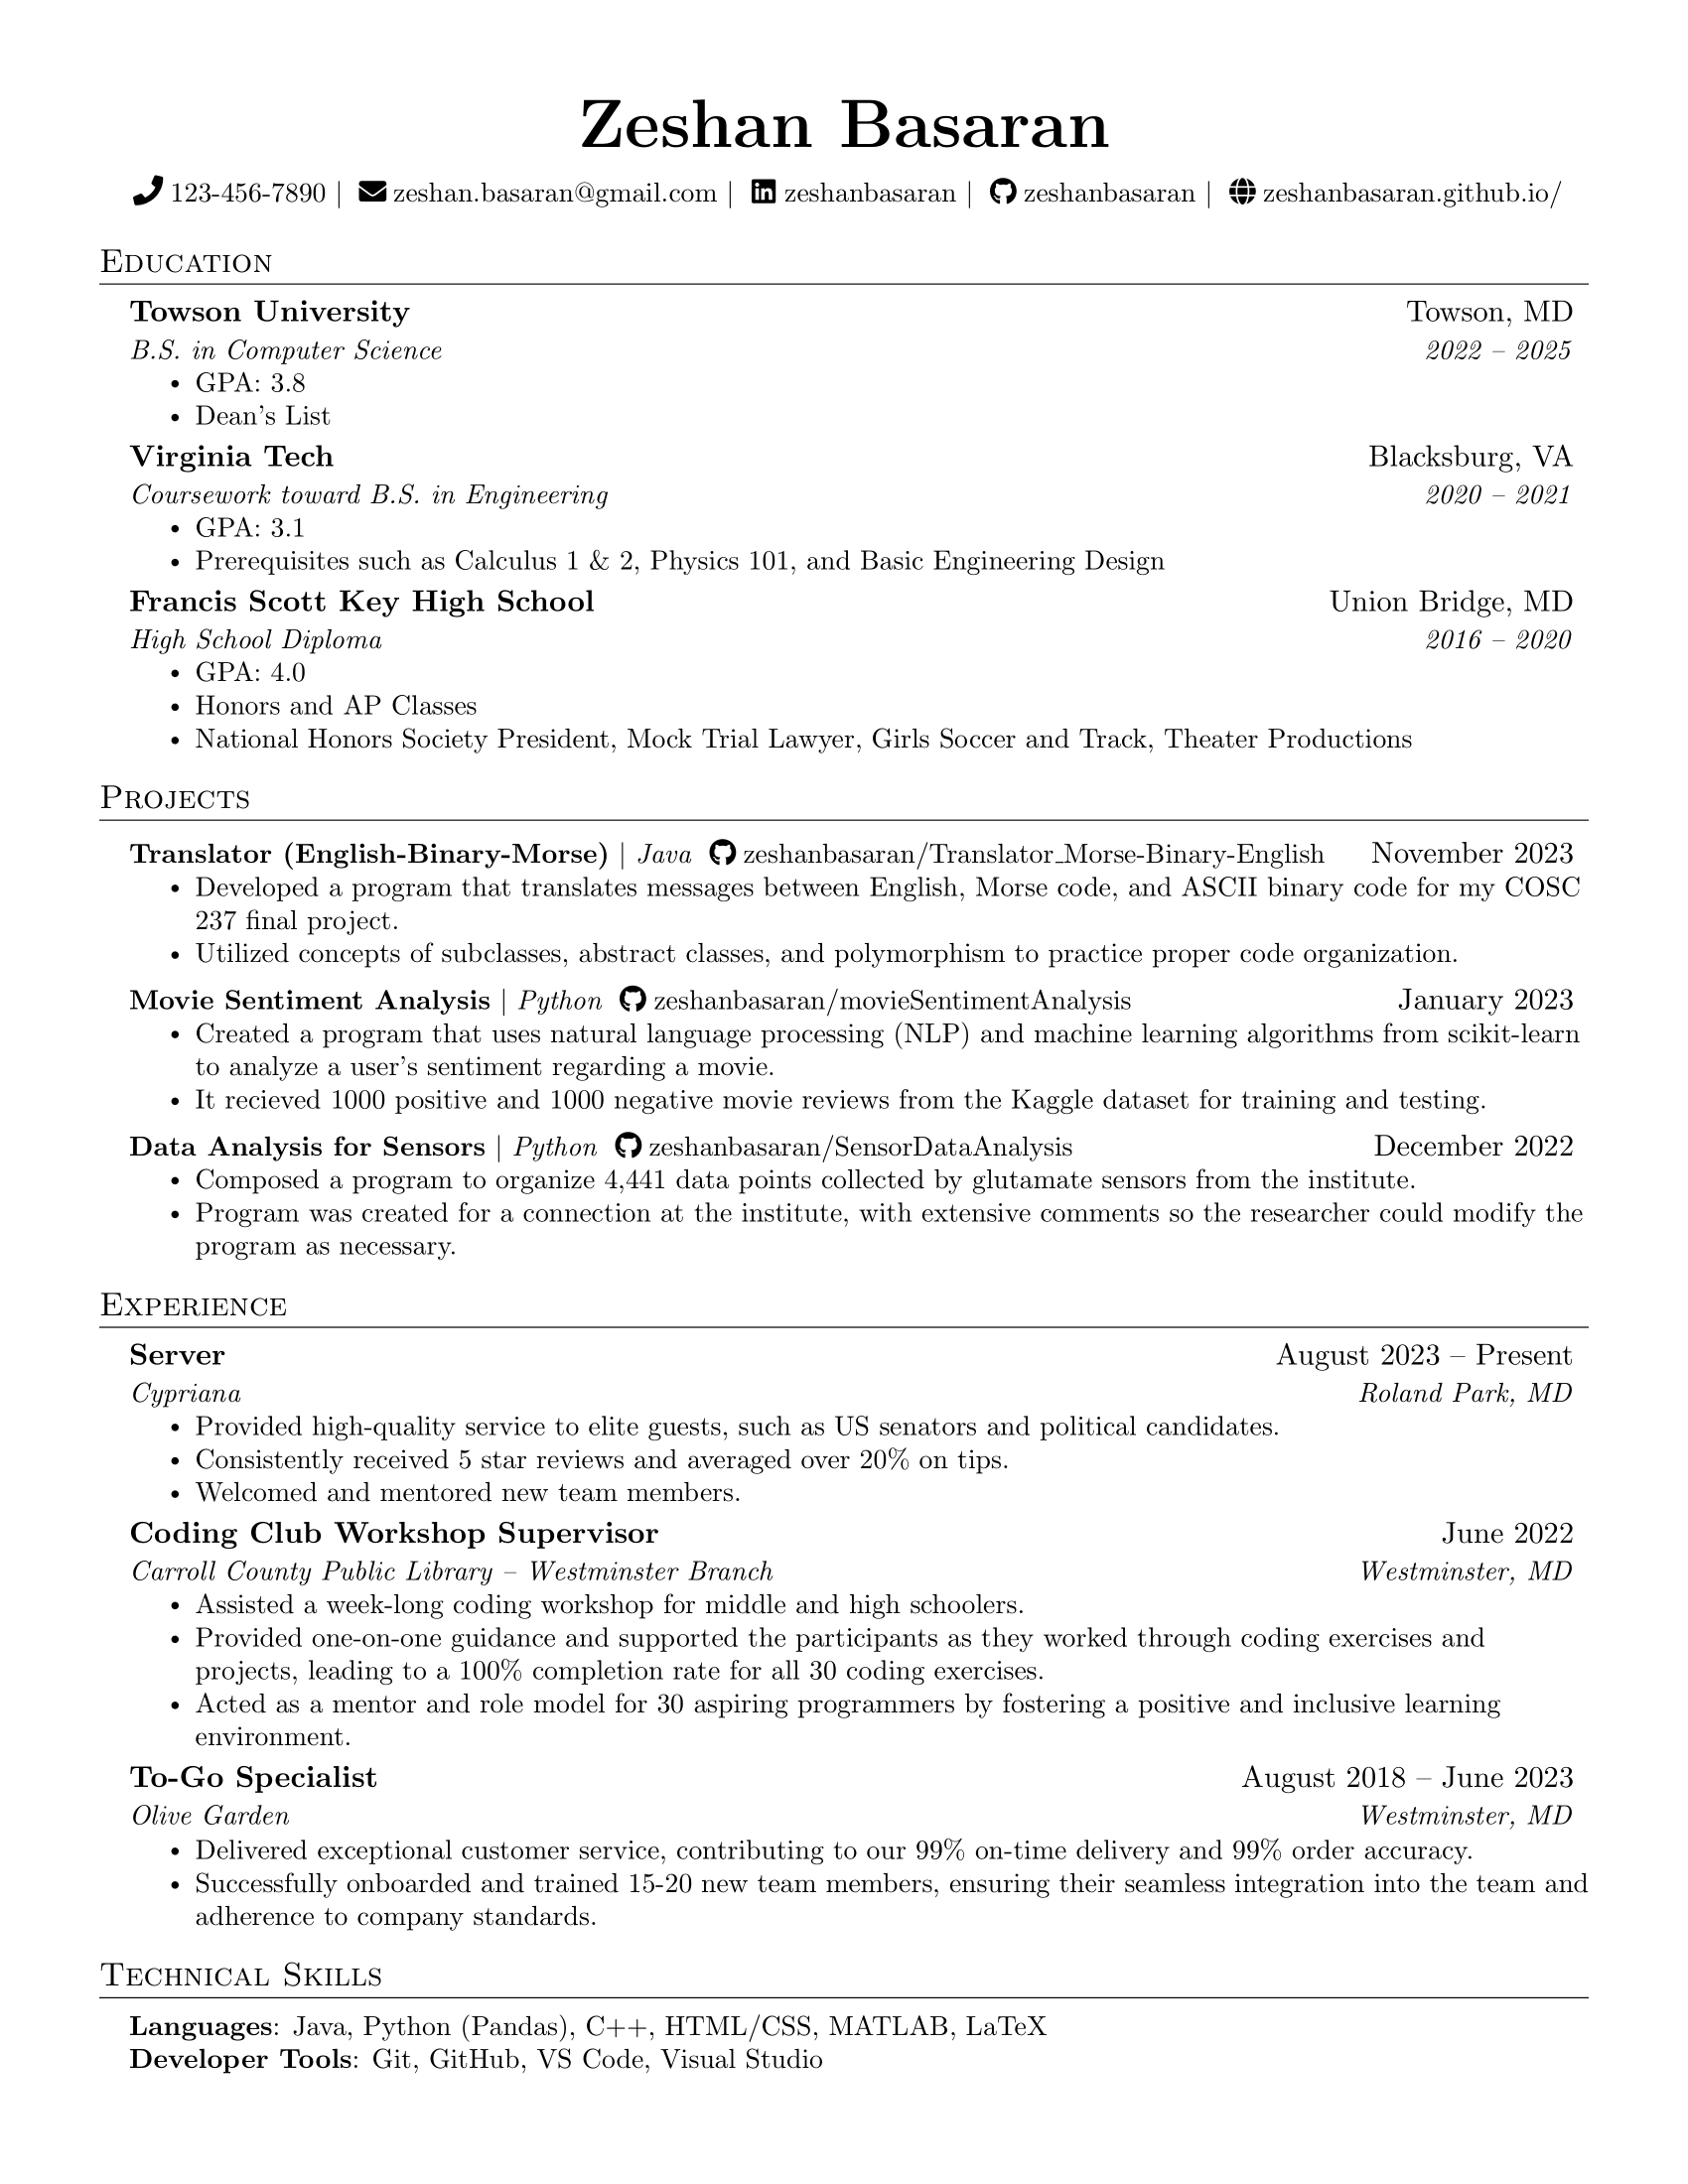 Zeshan Basaran
123-456-7890 | zeshan.basaran@gmail.com | zeshanbasaran | zeshanbasaran | zeshanbasaran.github.io/
Education
Towson University Towson, MD
B.S. in Computer Science 2022 – 2025
• GPA: 3.8
• Dean's List
Virginia Tech Blacksburg, VA
Coursework toward B.S. in Engineering 2020 – 2021
• GPA: 3.1
• Prerequisites such as Calculus 1 & 2, Physics 101, and Basic Engineering Design
Francis Scott Key High School Union Bridge, MD
High School Diploma 2016 – 2020
• GPA: 4.0
• Honors and AP Classes
• National Honors Society President, Mock Trial Lawyer, Girls Soccer and Track, Theater Productions
Projects
Translator (English-Binary-Morse) | Java zeshanbasaran/Translator_Morse-Binary-English November 2023
• Developed a program that translates messages between English, Morse code, and ASCII binary code for my COSC
237 final project.
• Utilized concepts of subclasses, abstract classes, and polymorphism to practice proper code organization.
Movie Sentiment Analysis | Python zeshanbasaran/movieSentimentAnalysis January 2023
• Created a program that uses natural language processing (NLP) and machine learning algorithms from scikit-learn
to analyze a user's sentiment regarding a movie.
• It recieved 1000 positive and 1000 negative movie reviews from the Kaggle dataset for training and testing.
Data Analysis for Sensors | Python zeshanbasaran/SensorDataAnalysis December 2022
• Composed a program to organize 4,441 data points collected by glutamate sensors from the institute.
• Program was created for a connection at the institute, with extensive comments so the researcher could modify the
program as necessary.
Experience
Server August 2023 – Present
Cypriana Roland Park, MD
• Provided high-quality service to elite guests, such as US senators and political candidates.
• Consistently received 5 star reviews and averaged over 20% on tips.
• Welcomed and mentored new team members.
Coding Club Workshop Supervisor June 2022
Carroll County Public Library – Westminster Branch Westminster, MD
• Assisted a week-long coding workshop for middle and high schoolers.
• Provided one-on-one guidance and supported the participants as they worked through coding exercises and
projects, leading to a 100% completion rate for all 30 coding exercises.
• Acted as a mentor and role model for 30 aspiring programmers by fostering a positive and inclusive learning
environment.
To-Go Specialist August 2018 – June 2023
Olive Garden Westminster, MD
• Delivered exceptional customer service, contributing to our 99% on-time delivery and 99% order accuracy.
• Successfully onboarded and trained 15-20 new team members, ensuring their seamless integration into the team and
adherence to company standards.
Technical Skills
Languages: Java, Python (Pandas), C++, HTML/CSS, MATLAB, LaTeX
Developer Tools: Git, GitHub, VS Code, Visual Studio